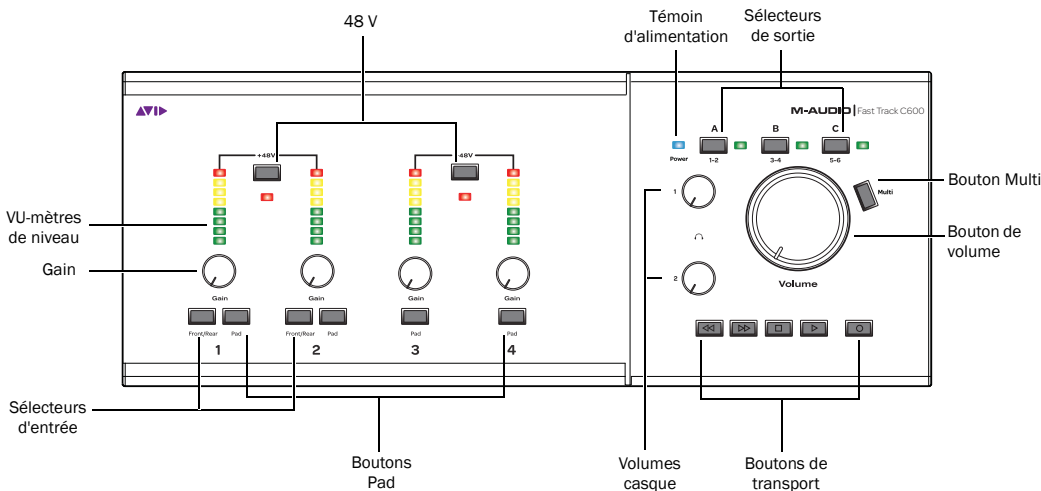 48 V
Témoin
d'alimentation
Sélecteurs
de sortie
AVID
M-AUDIO | Fast Track C600
A B C
Power 1-2 3-4 5-6
+48V +48V
1
Multi
Bouton Multi
VU-mètres
de niveau
Bouton de
volume
Gain
2
Volume
Gain Gain Gain Gain
Front/Rear Pad Front/Rear Pad Pad Pad
1 2 3 4
Sélecteurs
d'entrée
Boutons
Pad
Volumes
casque
Boutons de
transport